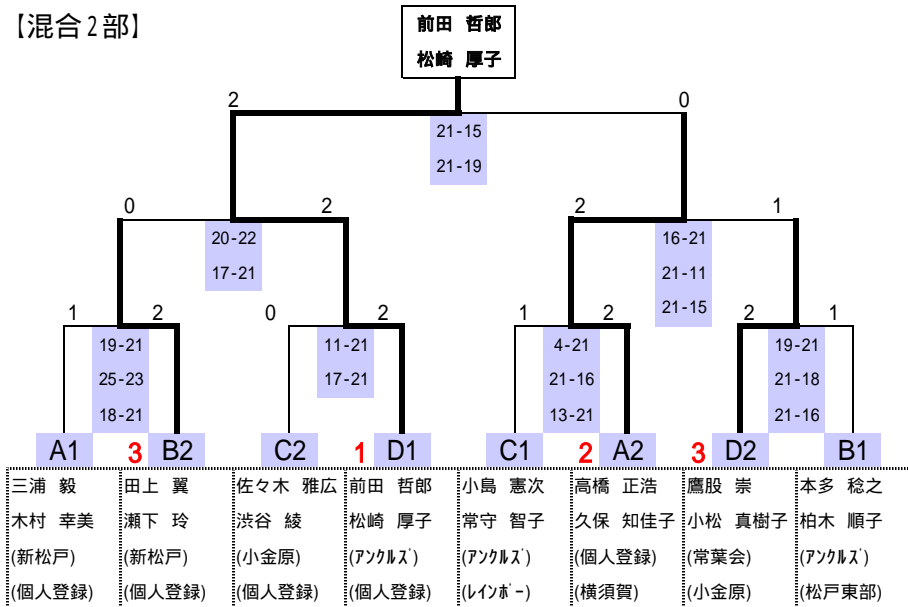 【混合2部】
前田 哲郎
松崎 厚子
2 0
21-15
21-19
0 2 2 1
20-22 16-21
17-21 21-11
21-15
1 2 0 2 1 2 2 1
19-21 11-21 4-21 19-21
25-23 17-21 21-16 21-18
18-21 13-21 21-16
A1 3 B2 C2 1 D1 C1 2 A2 3 D2 B1
三浦 毅 田上 翼 佐々木 雅広 前田 哲郎 小島 憲次 高橋 正浩 鷹股 崇 本多 稔之
木村 幸美 瀬下 玲 渋谷 綾 松崎 厚子 常守 智子 久保 知佳子 小松 真樹子 柏木 順子
(新松戸) (新松戸) (小金原) (ｱﾝｸﾙｽﾞ) (ｱﾝｸﾙｽﾞ) (個人登録) (常葉会) (ｱﾝｸﾙｽﾞ)
(個人登録) (個人登録) (個人登録) (個人登録) (ﾚｲﾝﾎﾞｰ) (横須賀) (小金原) (松戸東部)